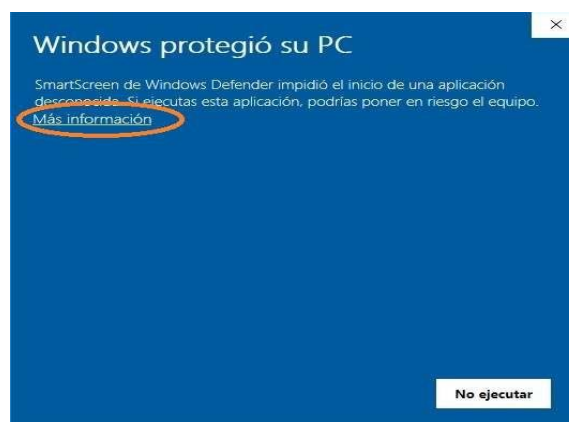 Windows protegió su PC
SmartScreen de Windows Defender impidió el inicio de una aplicación
desconocida. Si ejecutas esta aplicación, podrías poner en riesgo el equipo.
Más información
No ejecutar